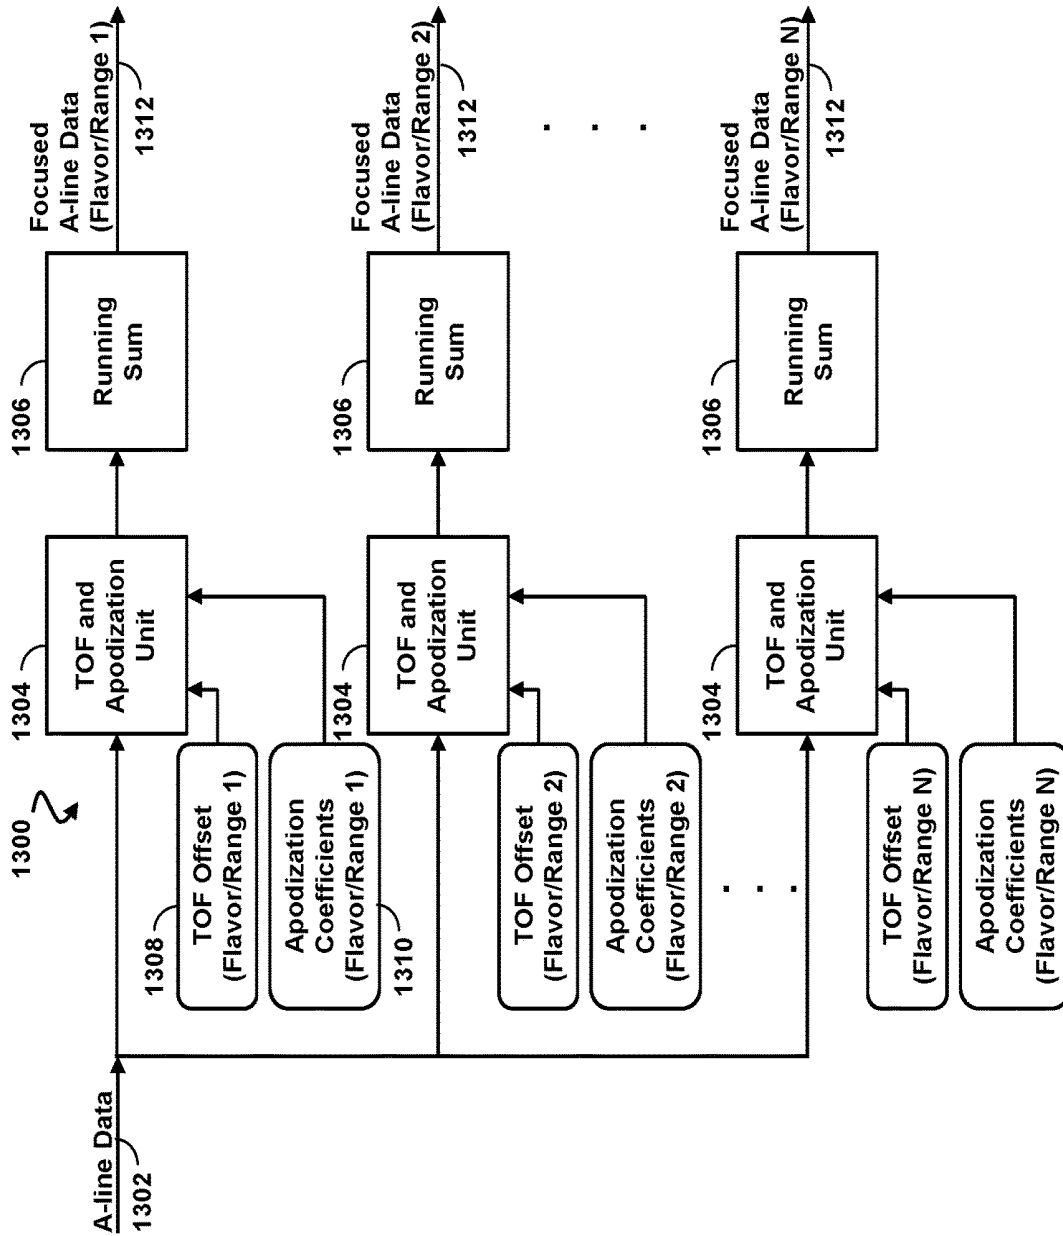 1300
A-line Data
1302
1304
TOF and
Apodization
Unit
1306
Running
Sum
Focused
A-line Data
(Flavor/Range 1)
1312
1308
TOF Offset
(Flavor/Range 1)
Apodization
Coefficients
(Flavor/Range 1)
1310
1304
TOF and
Apodization
Unit
1306
Running
Sum
Focused
A-line Data
(Flavor/Range 2)
1312
TOF Offset
(Flavor/Range 2)
Apodization
Coefficients
(Flavor/Range 2)
. . .
. . .
1304
TOF and
Apodization
Unit
1306
Running
Sum
Focused
A-line Data
(Flavor/Range N)
1312
TOF Offset
(Flavor/Range N)
Apodization
Coefficients
(Flavor/Range N)